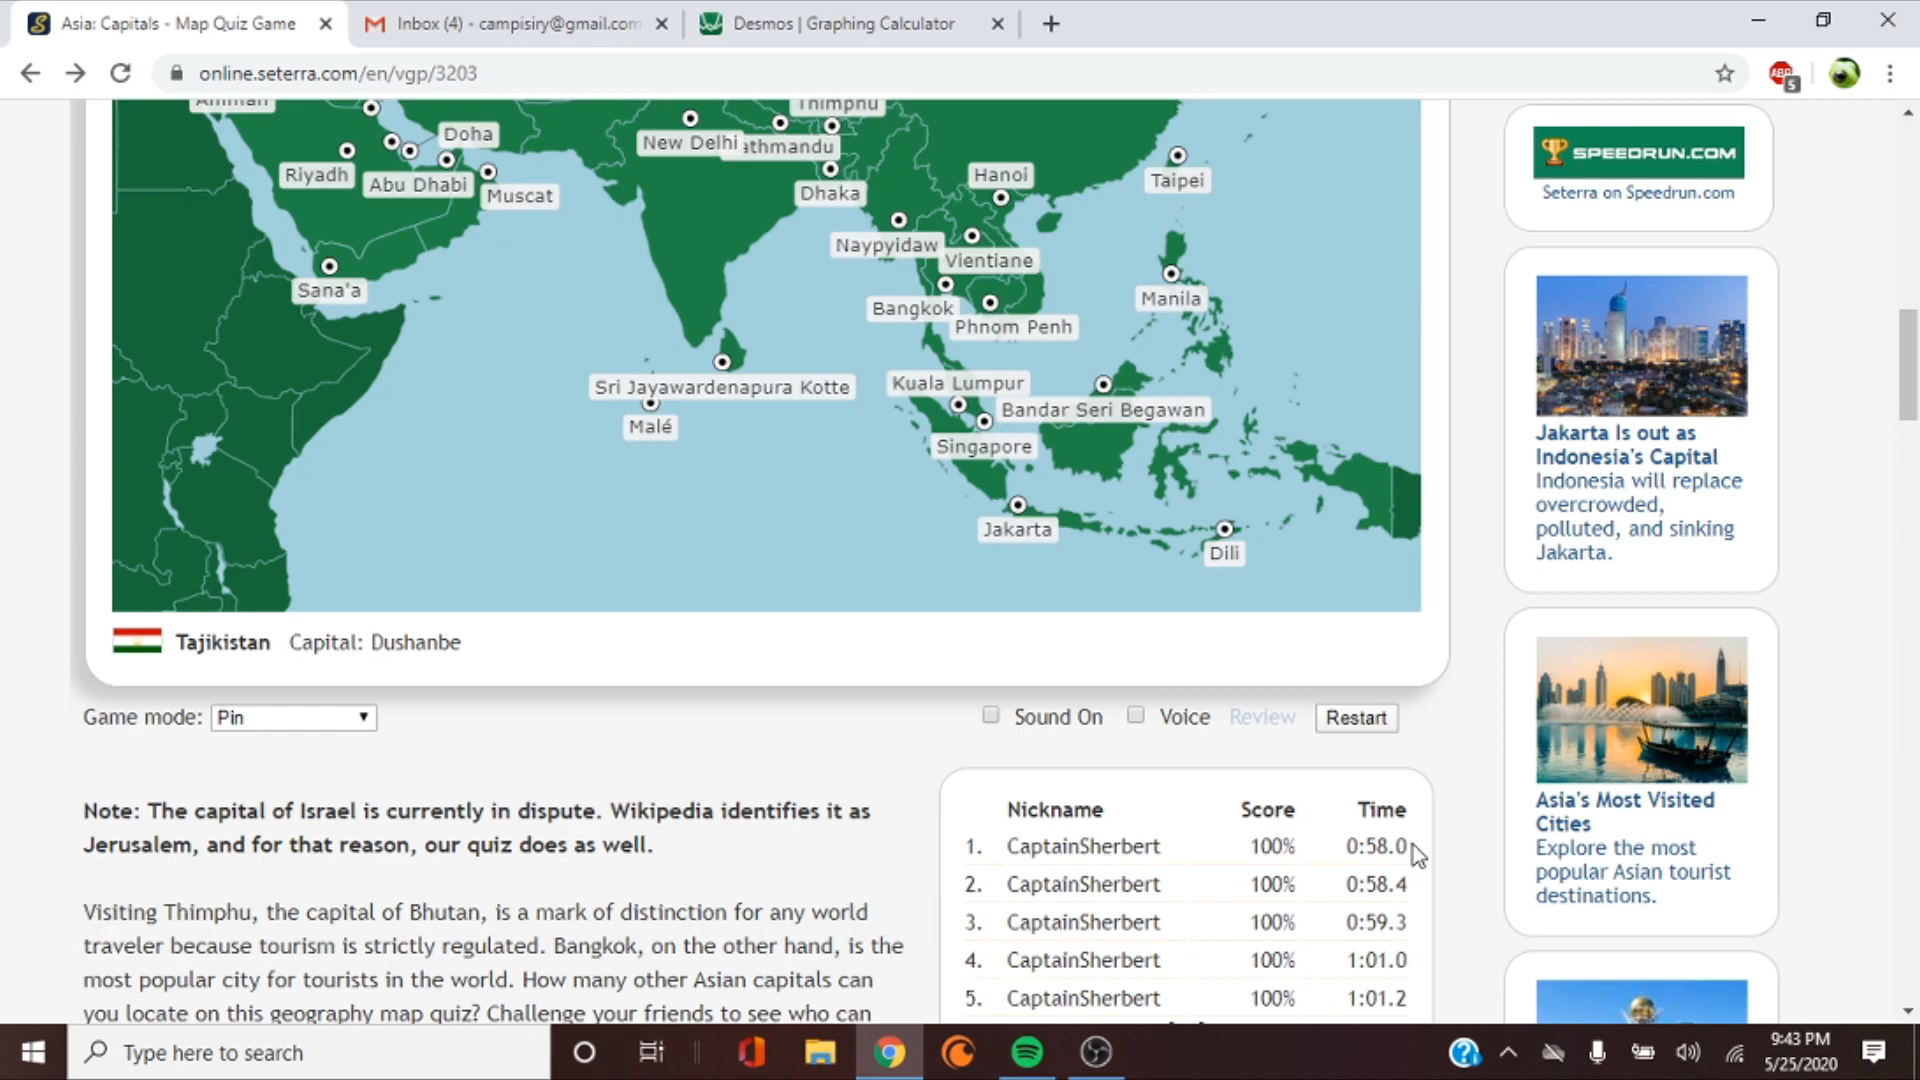 Asia: Capitals - Map Quiz Game
Inbox (4) - campisiry@gmail.com
Desmos | Graphing Calculator
online.seterra.com/en/vgp/3203
ABP
5
Amman
Thimphu
Doha
New Delhi
athmandu
Riyadh
Abu Dhabi
Muscat
Dhaka
Hanoi
Taipei
Naypyidaw
Vientiane
Sana'a
Bangkok
Phnom Penh
Manila
Sri Jayawardenapura Kotte
Kuala Lumpur
Bandar Seri Begawan
Malé
Singapore
Jakarta
Dili
Tajikistan Capital: Dushanbe
SPEEDRUN.COM
Seterra on Speedrun.com
Jakarta Is out as
Indonesia's Capital
Indonesia will replace
overcrowded,
polluted, and sinking
Jakarta.
Asia's Most Visited
Cities
Explore the most
popular Asian tourist
destinations.
Game mode: Pin
Sound On Voice Review Restart
Note: The capital of Israel is currently in dispute. Wikipedia identifies it as
Jerusalem, and for that reason, our quiz does as well.
Visiting Thimphu, the capital of Bhutan, is a mark of distinction for any world
traveler because tourism is strictly regulated. Bangkok, on the other hand, is the
most popular city for tourists in the world. How many other Asian capitals can
you locate on this geography map quiz? Challenge your friends to see who can
Nickname Score Time
1. CaptainSherbert 100% 0:58.0
2. CaptainSherbert 100% 0:58.4
3. CaptainSherbert 100% 0:59.3
4. CaptainSherbert 100% 1:01.0
5. CaptainSherbert 100% 1:01.2
Type here to search
9:43 PM
5/25/2020